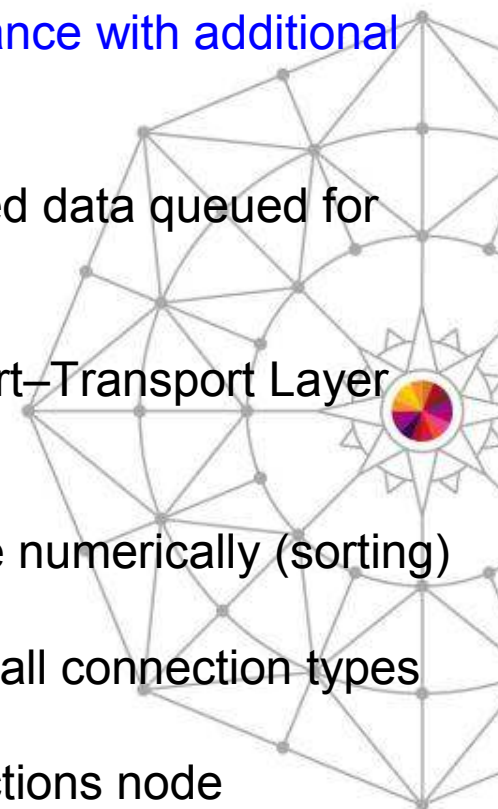 ance with additional
ed data queued for
rt–Transport Layer
e numerically (sorting)
all connection types
ctions node